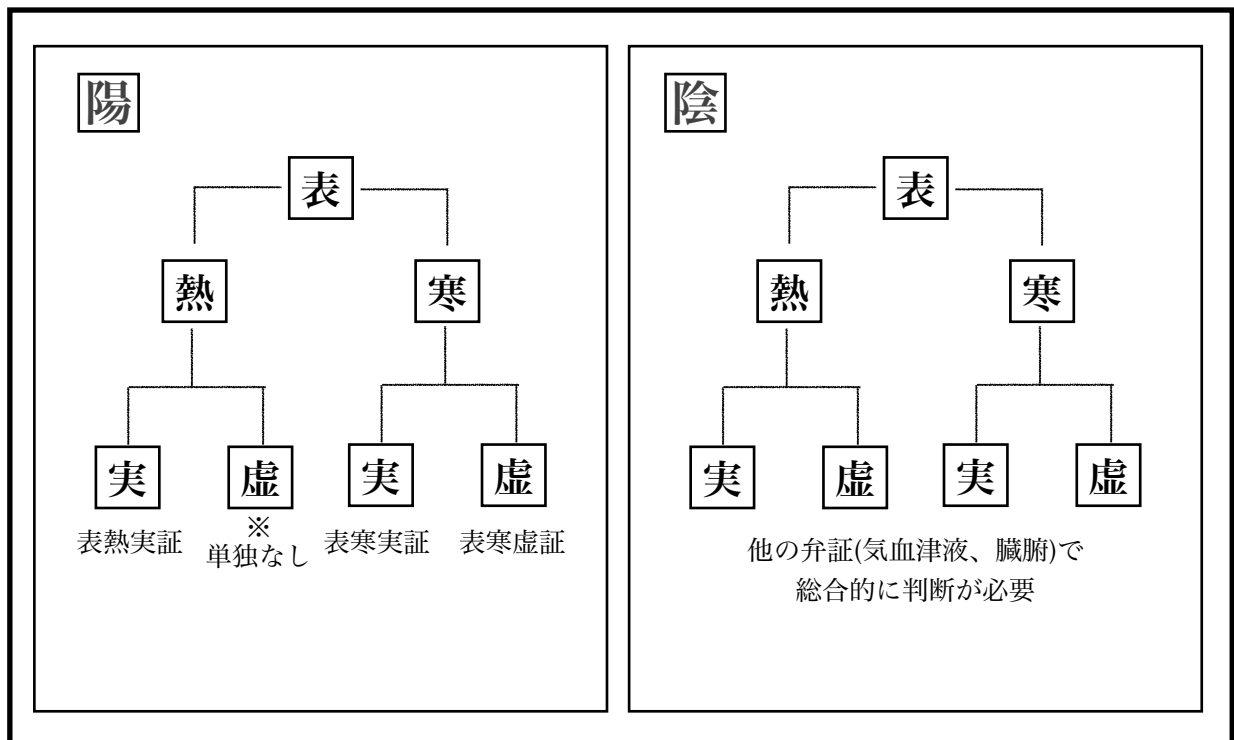 陽
表
熱
寒
実
虚
実
虚
表熱実証
※
単独なし
表寒実証
表寒虚証
陰
表
熱
寒
実
虚
実
虚
他の弁証(気血津液、臓腑)で
総合的に判断が必要